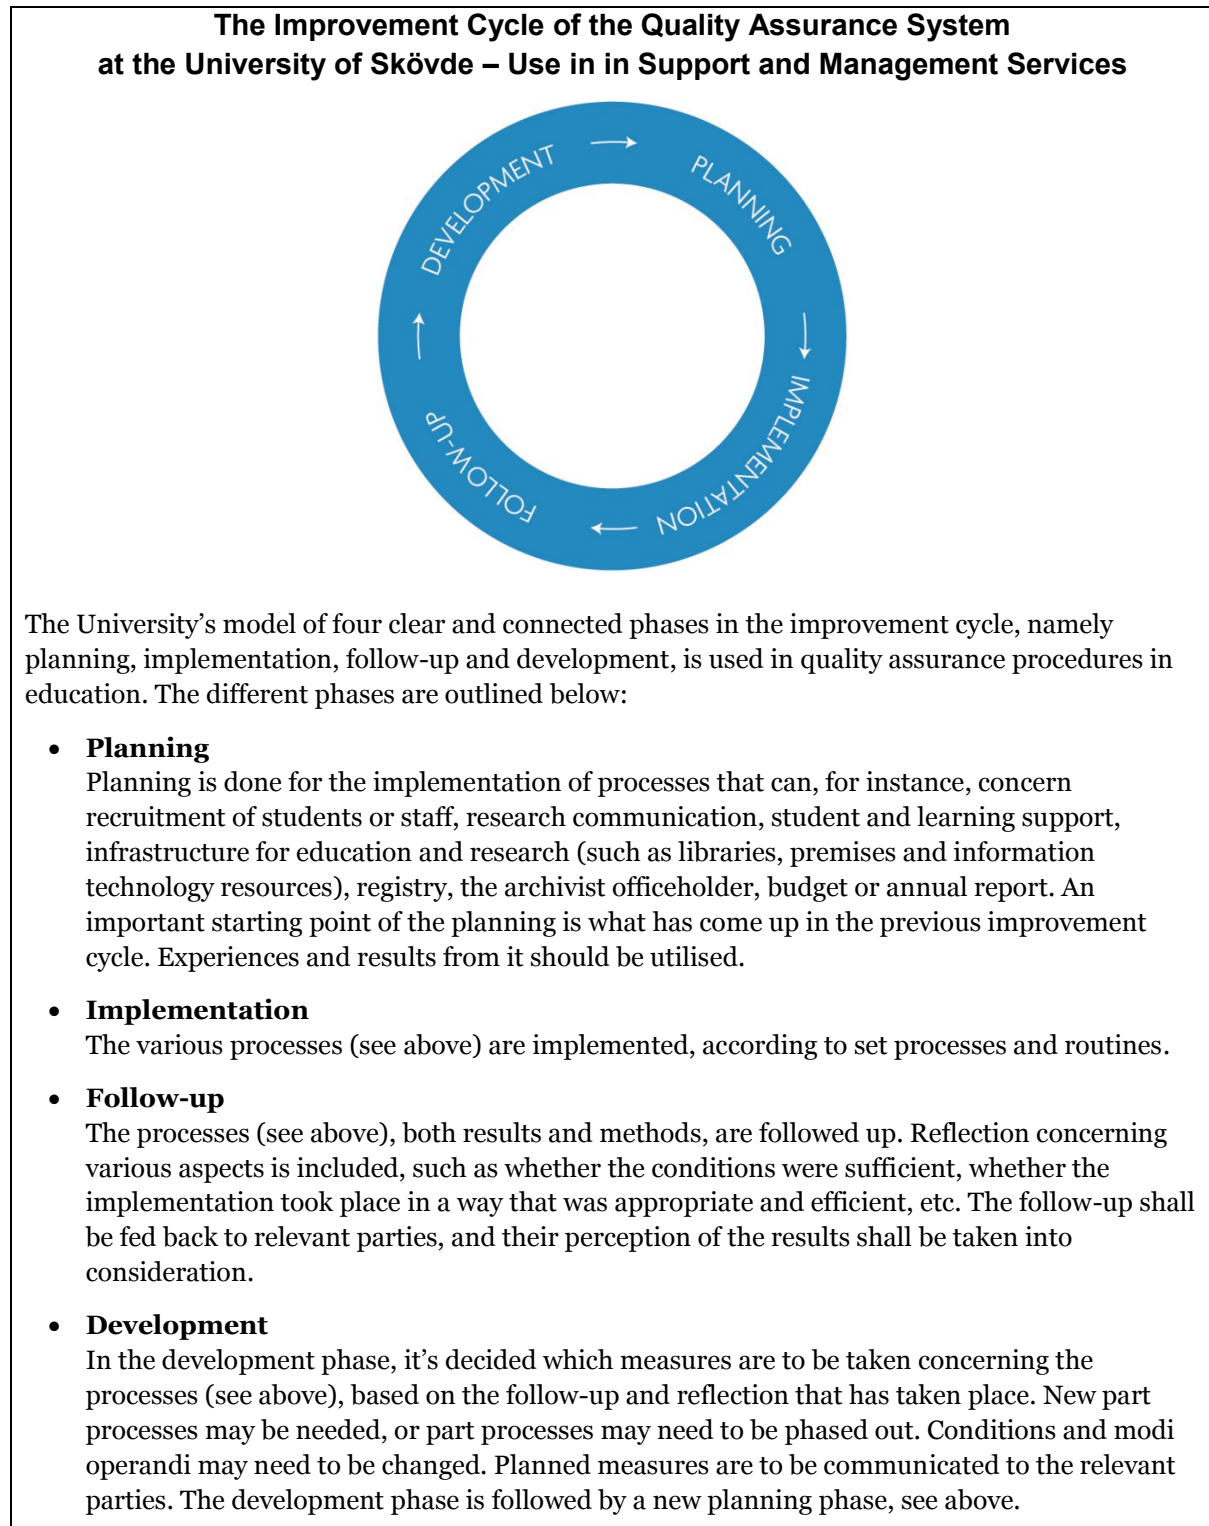 The Improvement Cycle of the Quality Assurance System
at the University of Skövde – Use in in Support and Management Services
DEVELOPMENT
PLANNING
IMPLEMENTATION
FOLLOW-UP
The University’s model of four clear and connected phases in the improvement cycle, namely
planning, implementation, follow-up and development, is used in quality assurance procedures in
education. The different phases are outlined below:
• Planning
Planning is done for the implementation of processes that can, for instance, concern
recruitment of students or staff, research communication, student and learning support,
infrastructure for education and research (such as libraries, premises and information
technology resources), registry, the archivist officeholder, budget or annual report. An
important starting point of the planning is what has come up in the previous improvement
cycle. Experiences and results from it should be utilised.
• Implementation
The various processes (see above) are implemented, according to set processes and routines.
• Follow-up
The processes (see above), both results and methods, are followed up. Reflection concerning
various aspects is included, such as whether the conditions were sufficient, whether the
implementation took place in a way that was appropriate and efficient, etc. The follow-up shall
be fed back to relevant parties, and their perception of the results shall be taken into
consideration.
• Development
In the development phase, it’s decided which measures are to be taken concerning the
processes (see above), based on the follow-up and reflection that has taken place. New part
processes may be needed, or part processes may need to be phased out. Conditions and modi
operandi may need to be changed. Planned measures are to be communicated to the relevant
parties. The development phase is followed by a new planning phase, see above.